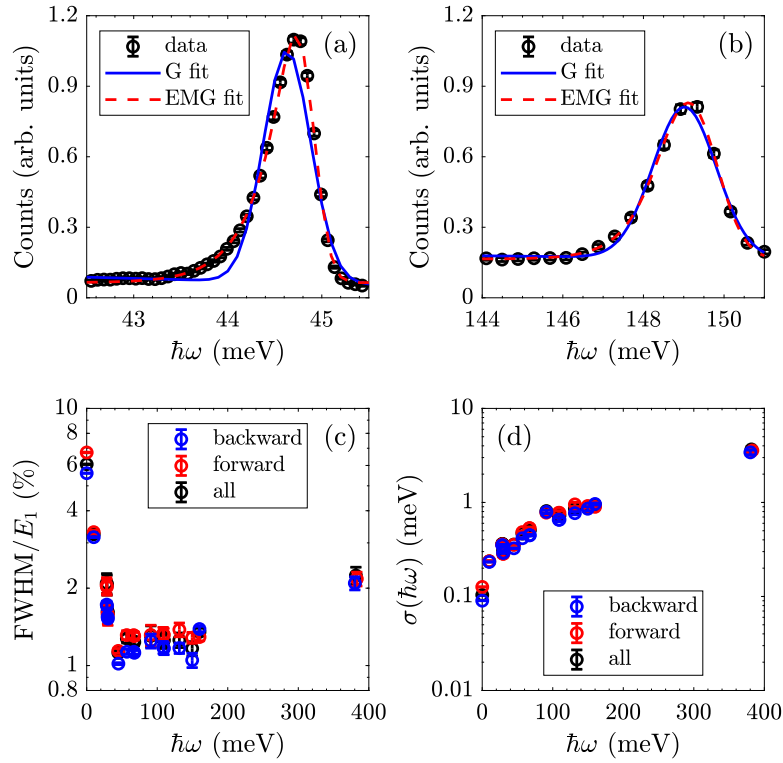 1.2
0.9
0.6
0.3
0
43
44
45
ℏω (meV)
Counts (arb. units)
(a)
data
G fit
EMG fit
1.2
0.9
0.6
0.3
0
144
146
148
150
ℏω (meV)
Counts (arb. units)
(b)
data
G fit
EMG fit
10
6
4
2
1
0.8
0
100
200
300
400
ℏω (meV)
FWHM/E₁ (%)
(c)
backward
forward
all
10
1
0.1
0.01
0
100
200
300
400
ℏω (meV)
σ(ℏω) (meV)
(d)
backward
forward
all